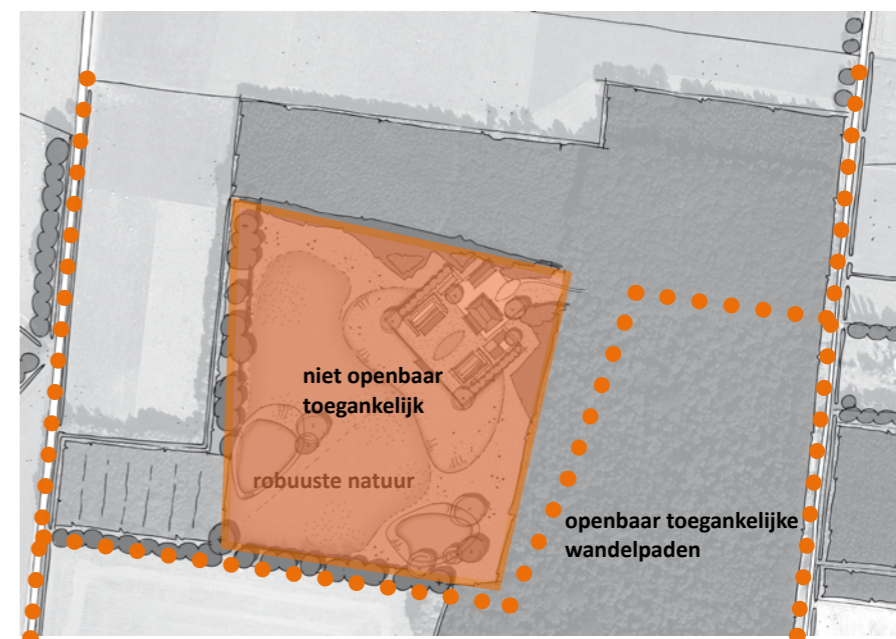 niet openbaar
toegankelijk
robuuste natuur
openbaar toegankelijke
wandelpaden